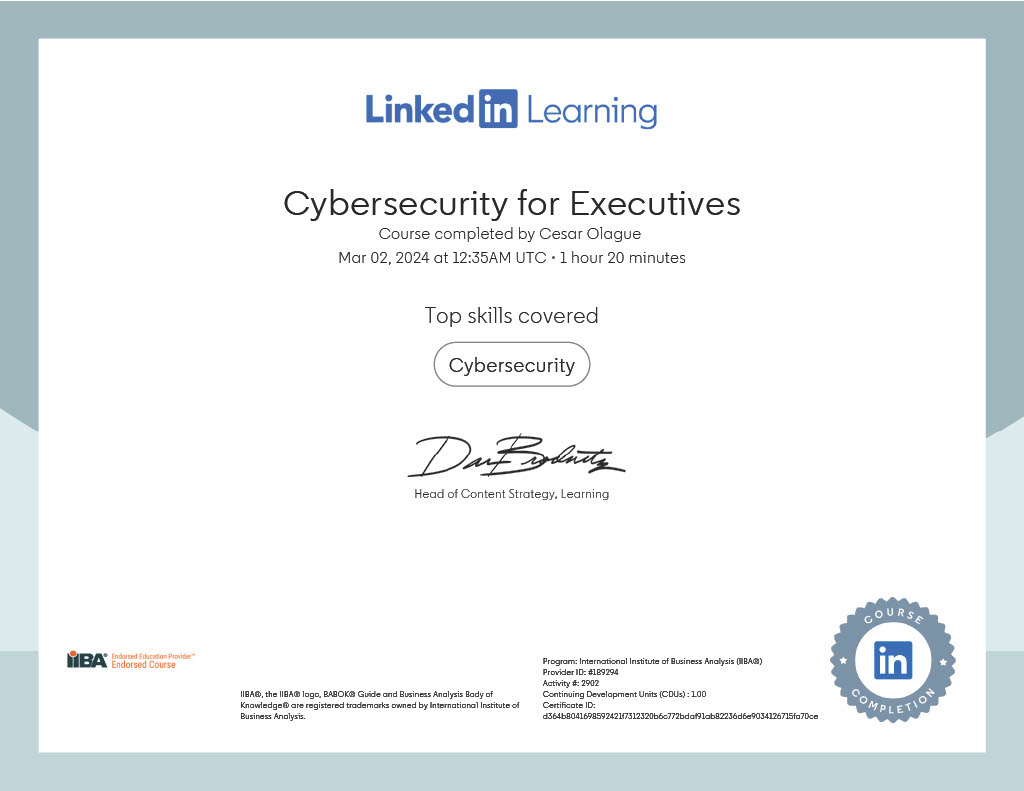 LinkedIn Learning
Cybersecurity for Executives
Course completed by Cesar Olague
Mar 02, 2024 at 12:35AM UTC • 1 hour 20 minutes
Top skills covered
Cybersecurity
Head of Content Strategy, Learning
IIBA® Endorsed Education Provider™
Endorsed Course
IIBA®, the IIBA® logo, BABOK® Guide and Business Analysis Body of
Knowledge® are registered trademarks owned by International Institute of
Business Analysis.
Program: International Institute of Business Analysis (IIBA®)
Provider ID: #189294
Activity #: 2902
Continuing Development Units (CDUs) : 1.00
Certificate ID:
d364b8041698592421f7312320b6c772bdaf91ab82236d6e9034126715fa70ce
COURSE
in
COMPLETION